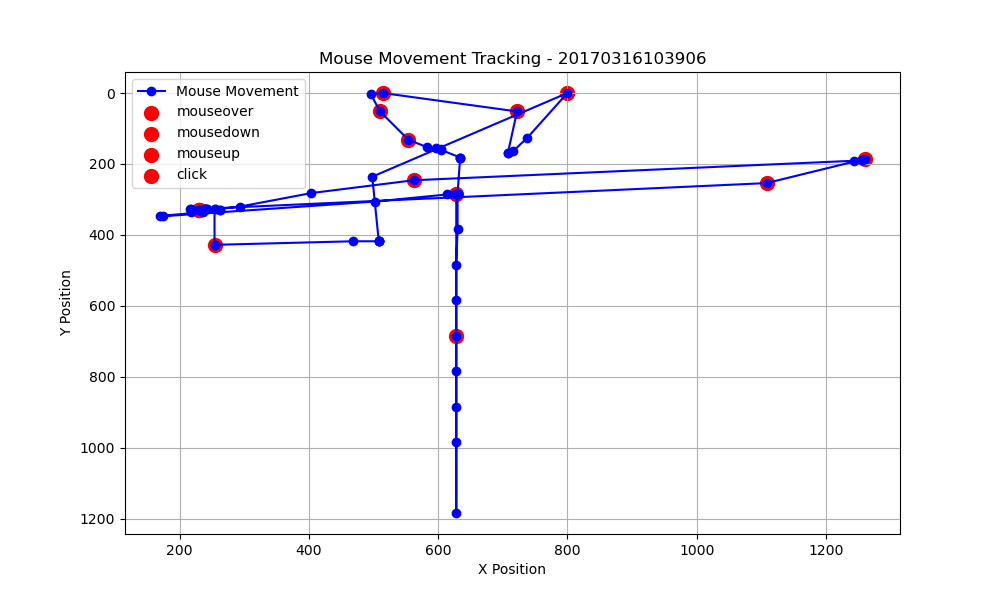 Mouse Movement Tracking - 20170316103906
Mouse Movement
mouseover
mousedown
mouseup
click
0
200
400
600
800
1000
1200
Y Position
200
400
600
800
1000
1200
X Position